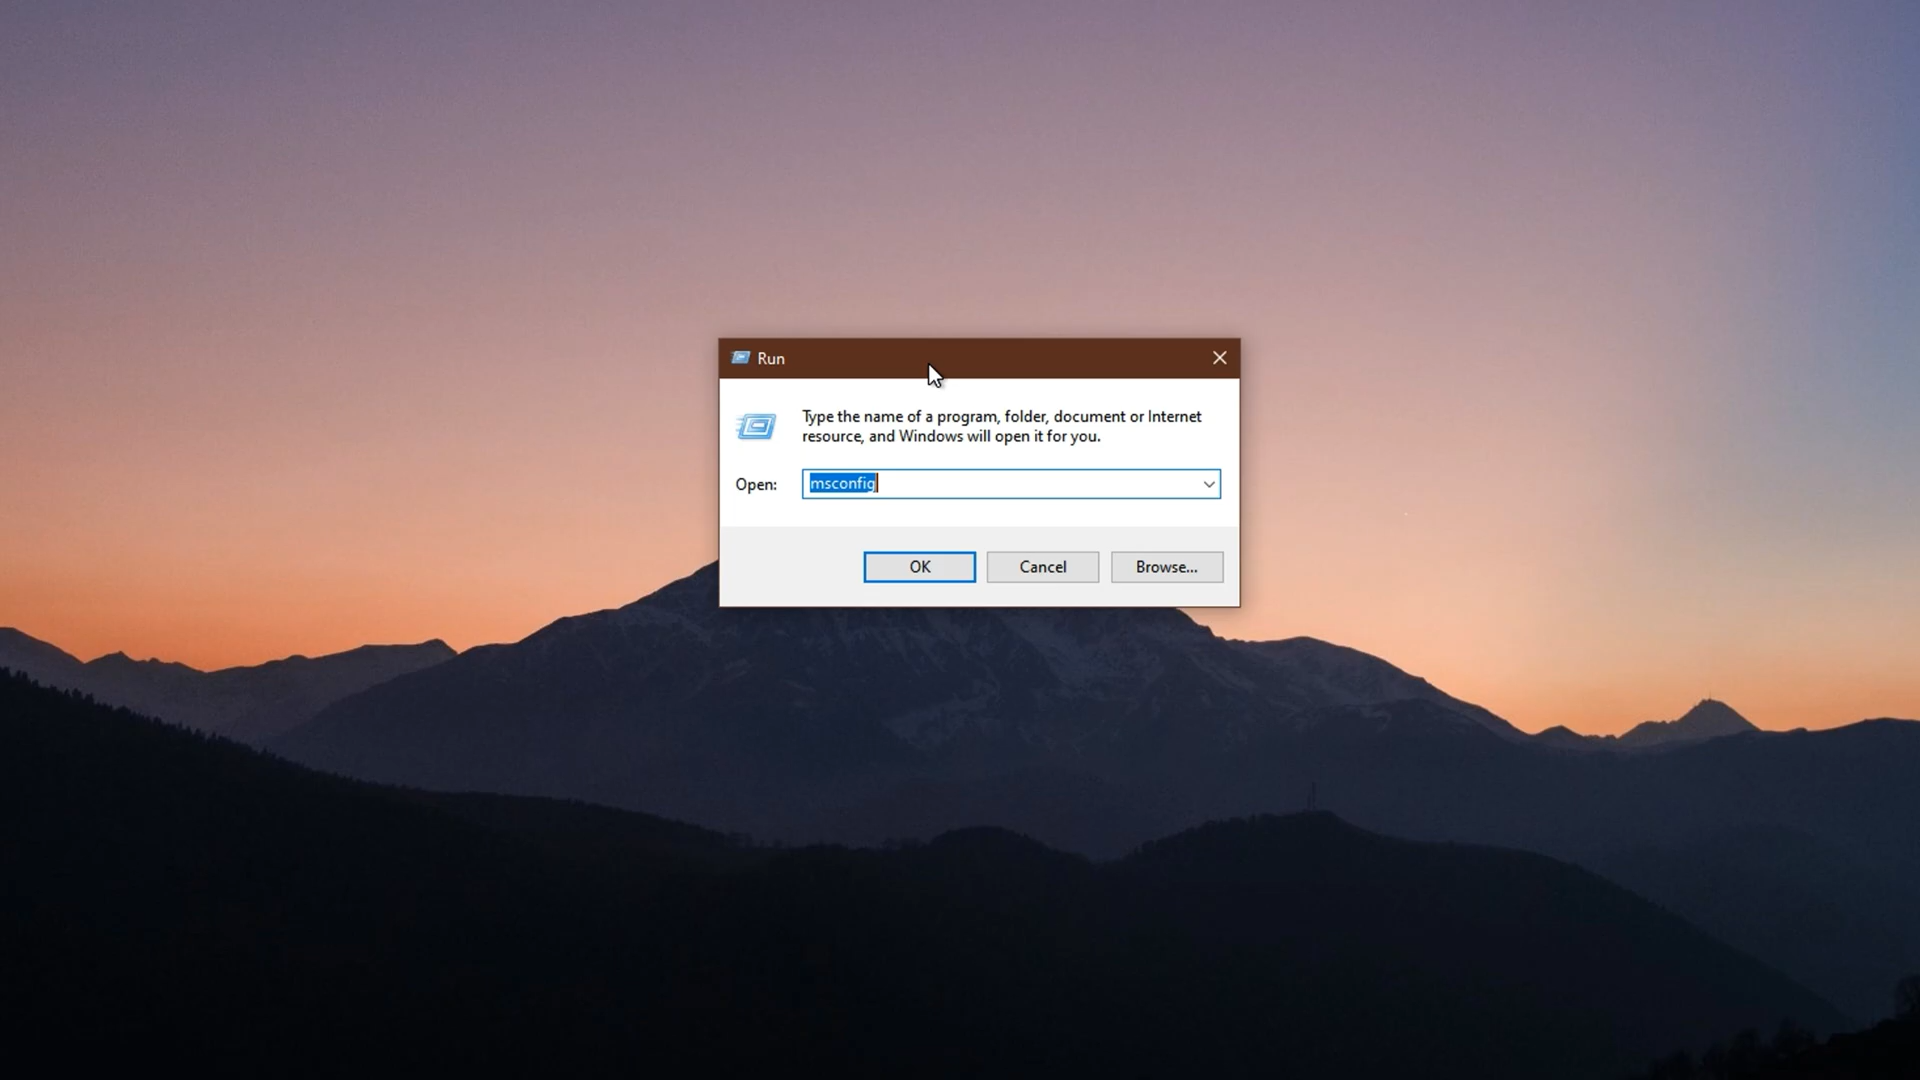 Run
Type the name of a program, folder, document or Internet
resource, and Windows will open it for you.
Open: msconfig
OK Cancel Browse...